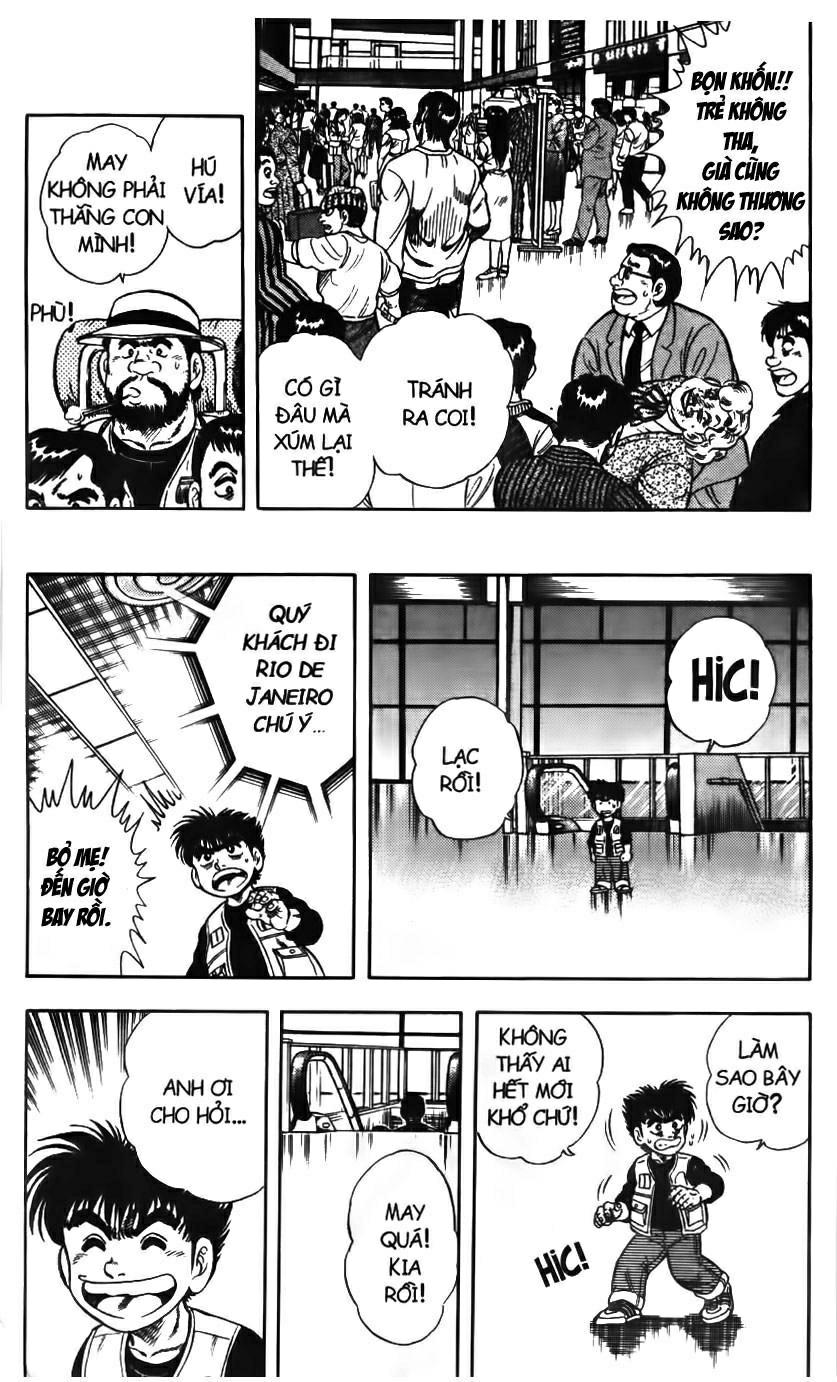 BỌN KHỐN!!
TRẺ KHÔNG
THA,
GIÀ CŨNG
KHÔNG THƯƠNG
SAO?
TRÁNH
RA COI!
CÓ GÌ
ĐÂU MÀ
XÚM LẠI
THẾ?
HÚ
VÍA!
MAY
KHÔNG PHẢI
THẰNG CON
MÌNH!
PHÙ!
HIC!
LẠC
RỒI!
QUÝ
KHÁCH ĐI
RIO DE
JANEIRO
CHÚ Ý...
BỎ MẸ!
ĐẾN GIỜ
BAY RỒI.
LÀM
SAO BÂY
GIỜ?
KHÔNG
THẤY AI
HẾT MỚI
KHỔ CHỨ!
HIC!
MAY
QUÁ!
KIA
RỒI!
ANH ƠI
CHO HỎI...